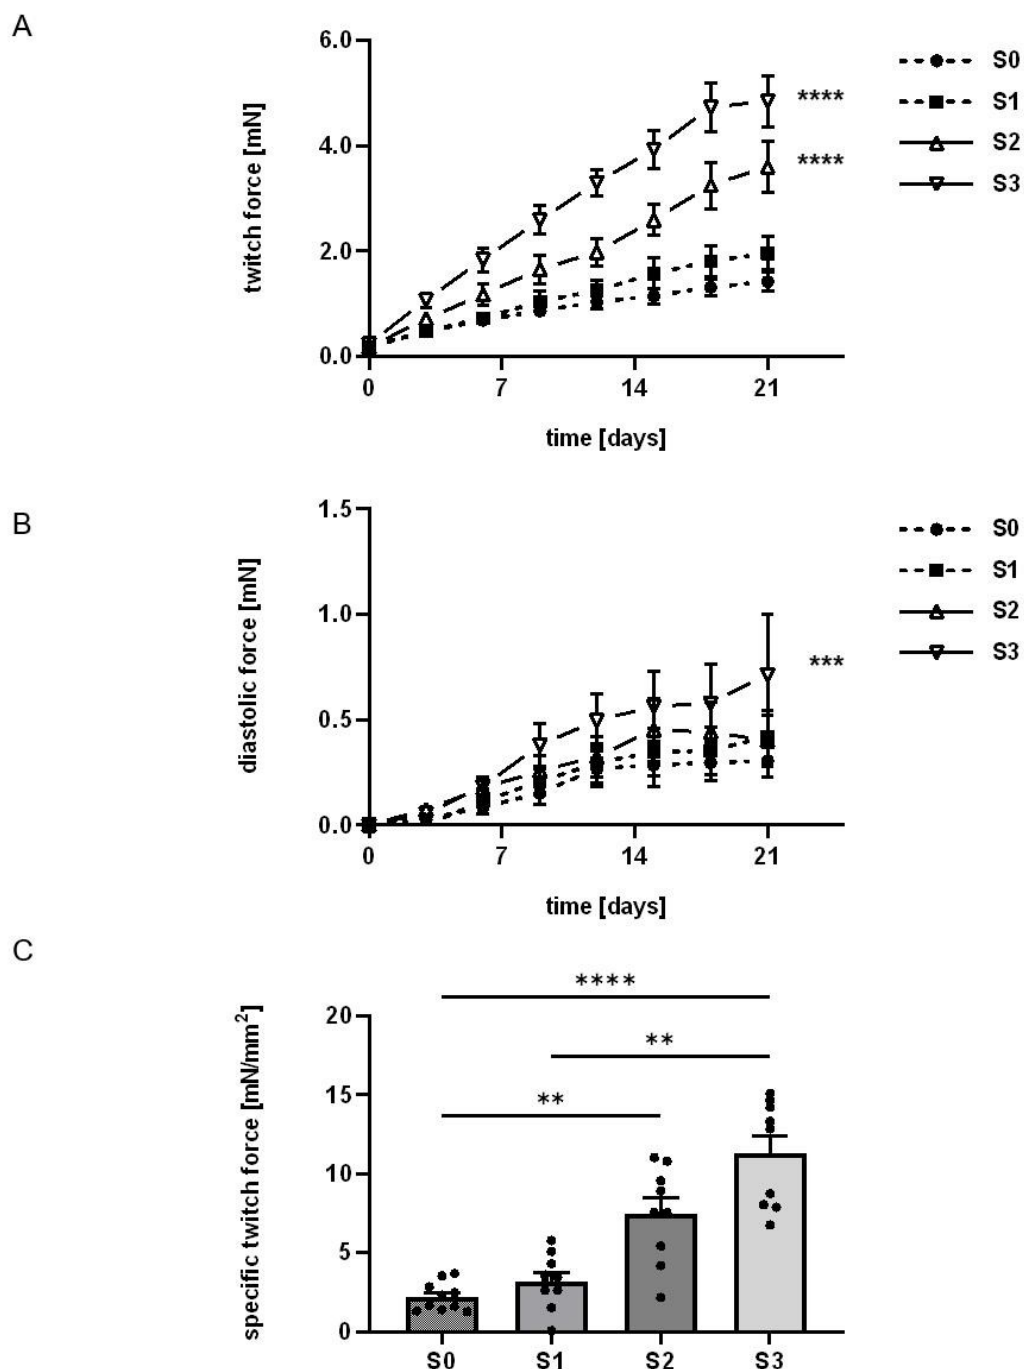 A
twitch force [mN]
6.0
4.0
2.0
0.0
0 7 14 21
time [days]
****
****
S0
S1
S2
S3
B
diastolic force [mN]
1.5
1.0
0.5
0.0
0 7 14 21
time [days]
***
S0
S1
S2
S3
C
specific twitch force [mN/mm²]
20
15
10
5
0
****
**
**
S0 S1 S2 S3